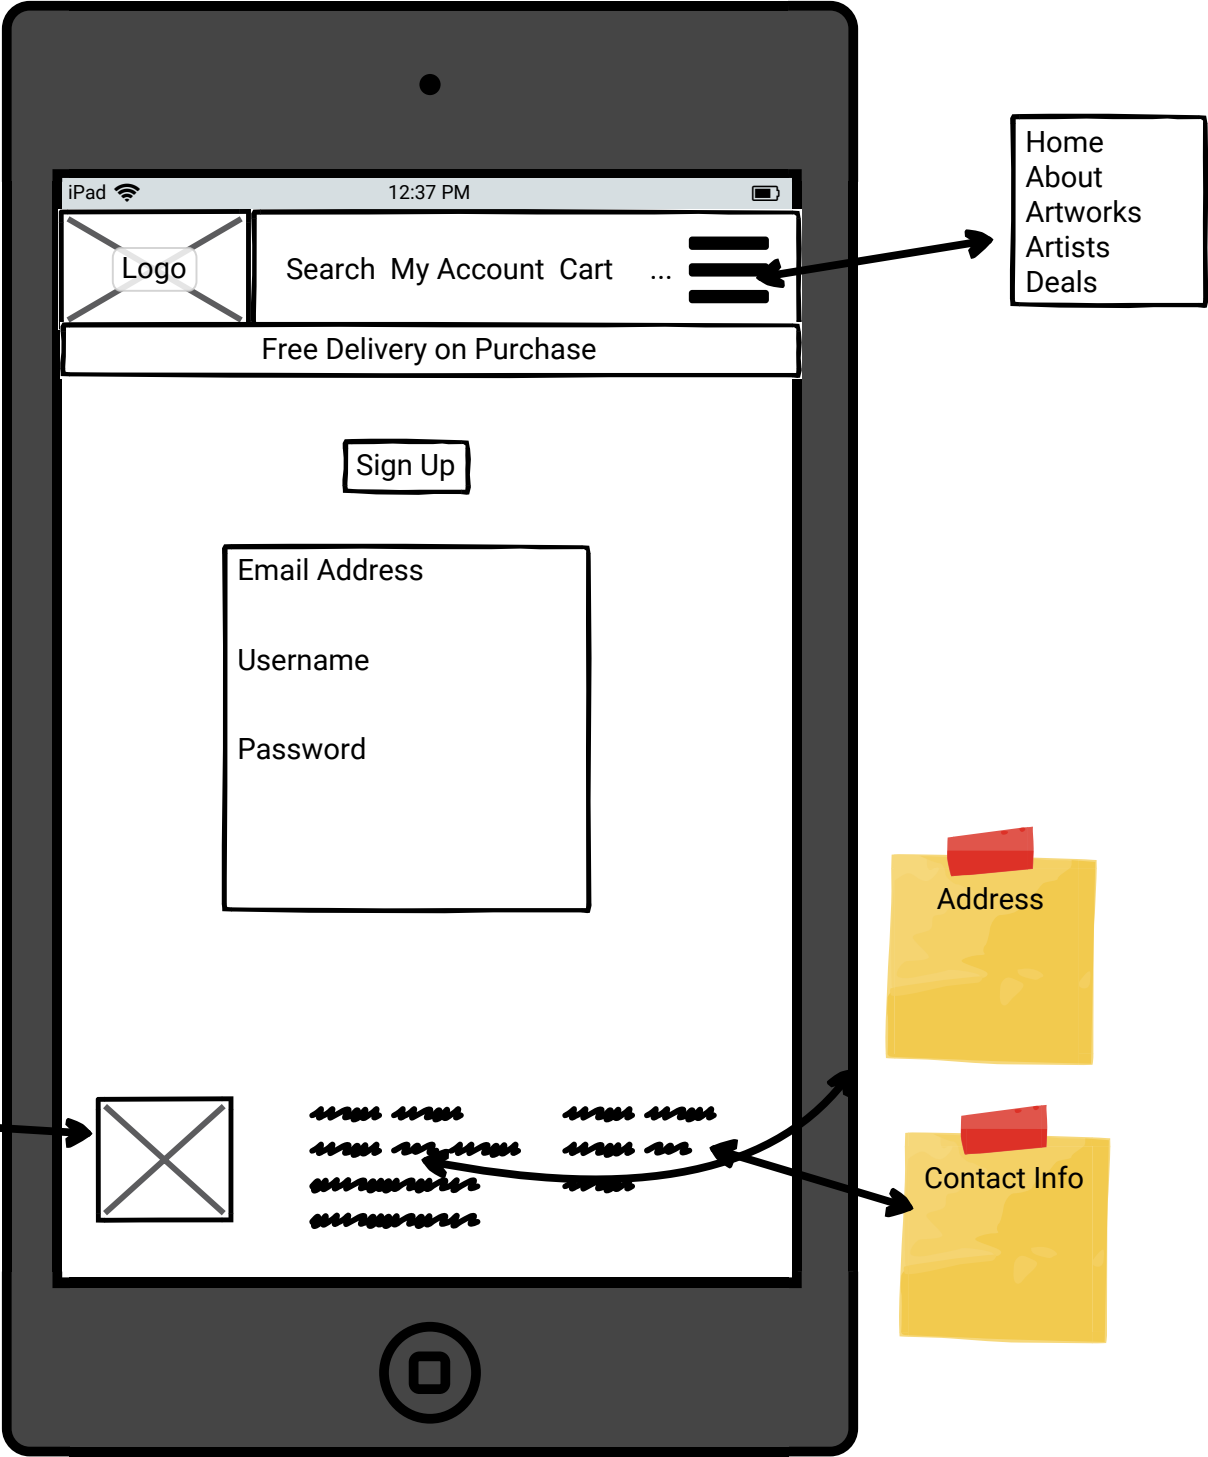 iPad 12:37 PM
Logo
Search My Account Cart ...
Free Delivery on Purchase
Sign Up
Email Address
Username
Password
Home
About
Artworks
Artists
Deals
Address
Contact Info